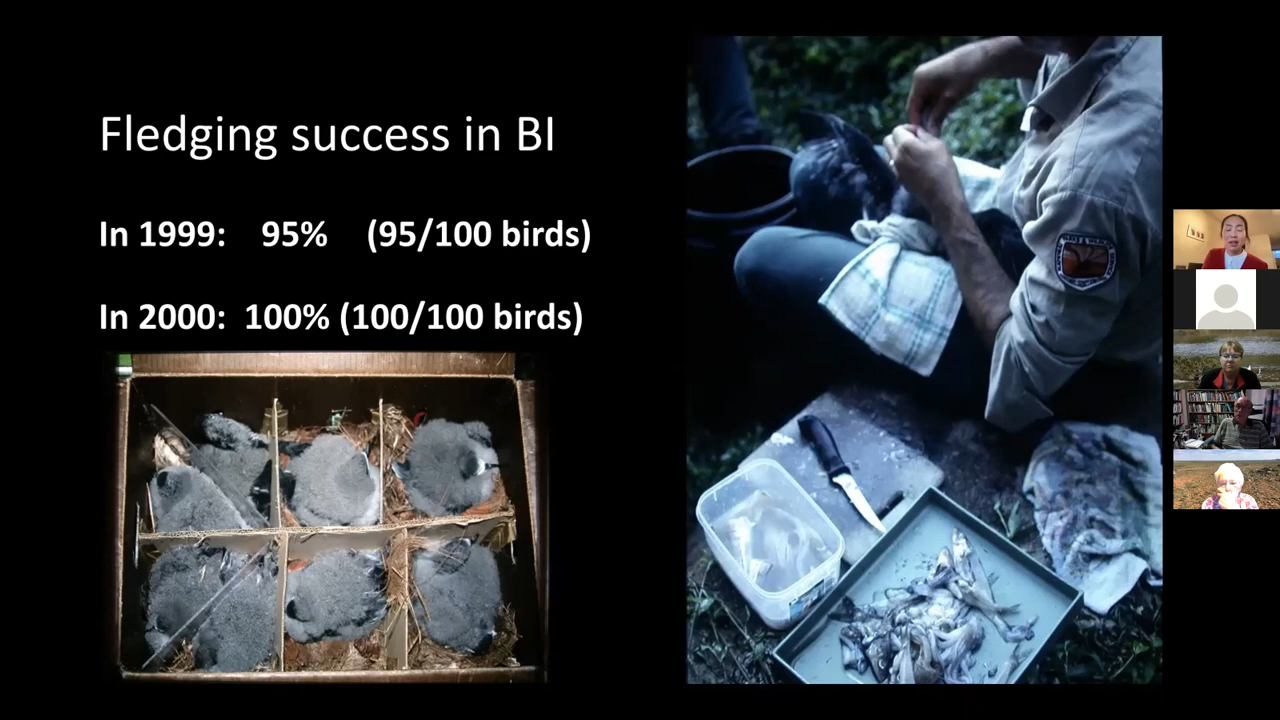 Fledging success in BI
In 1999: 95% (95/100 birds)
In 2000: 100% (100/100 birds)